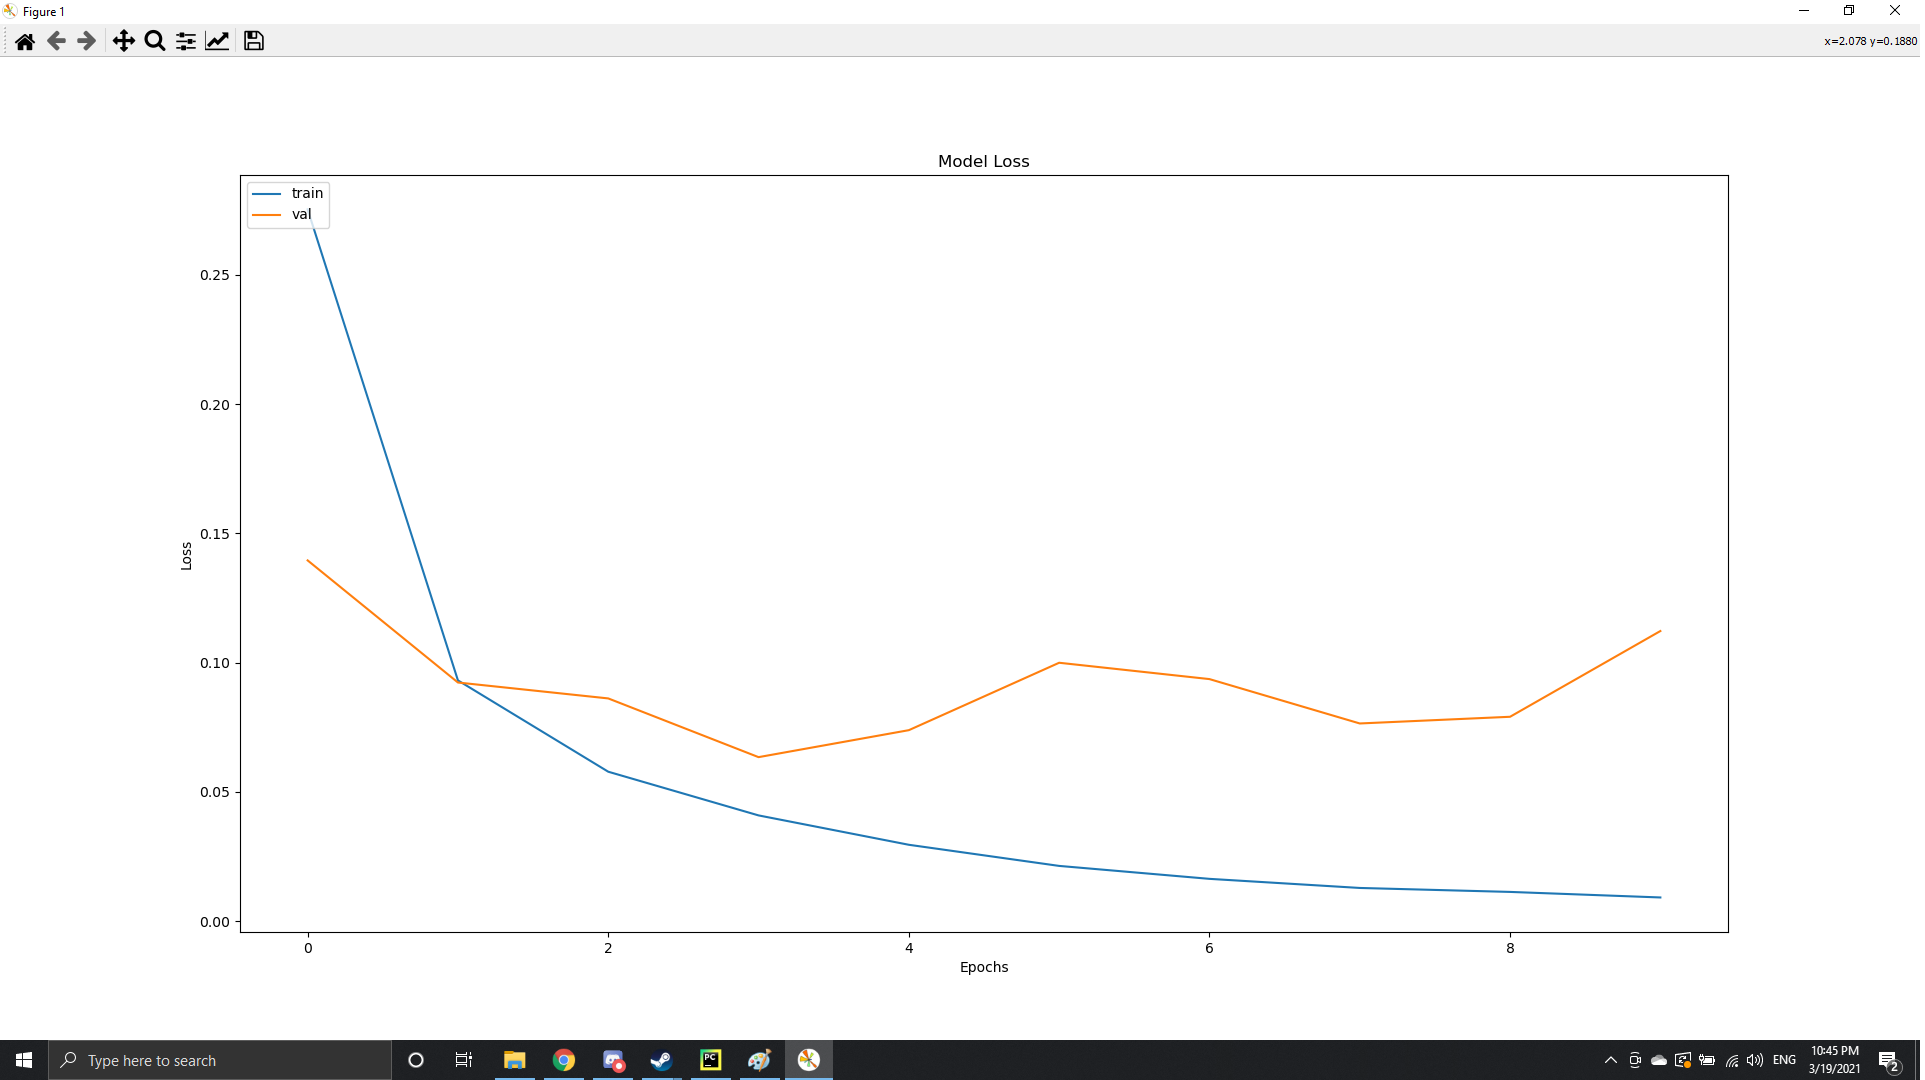 Figure 1
x=2.078 y=0.1880
Model Loss
train
val
0.25
0.20
0.15
0.10
0.05
0.00
Loss
0
2
4
6
8
Epochs
Type here to search
PC
ENG
10:45 PM
3/19/2021
2